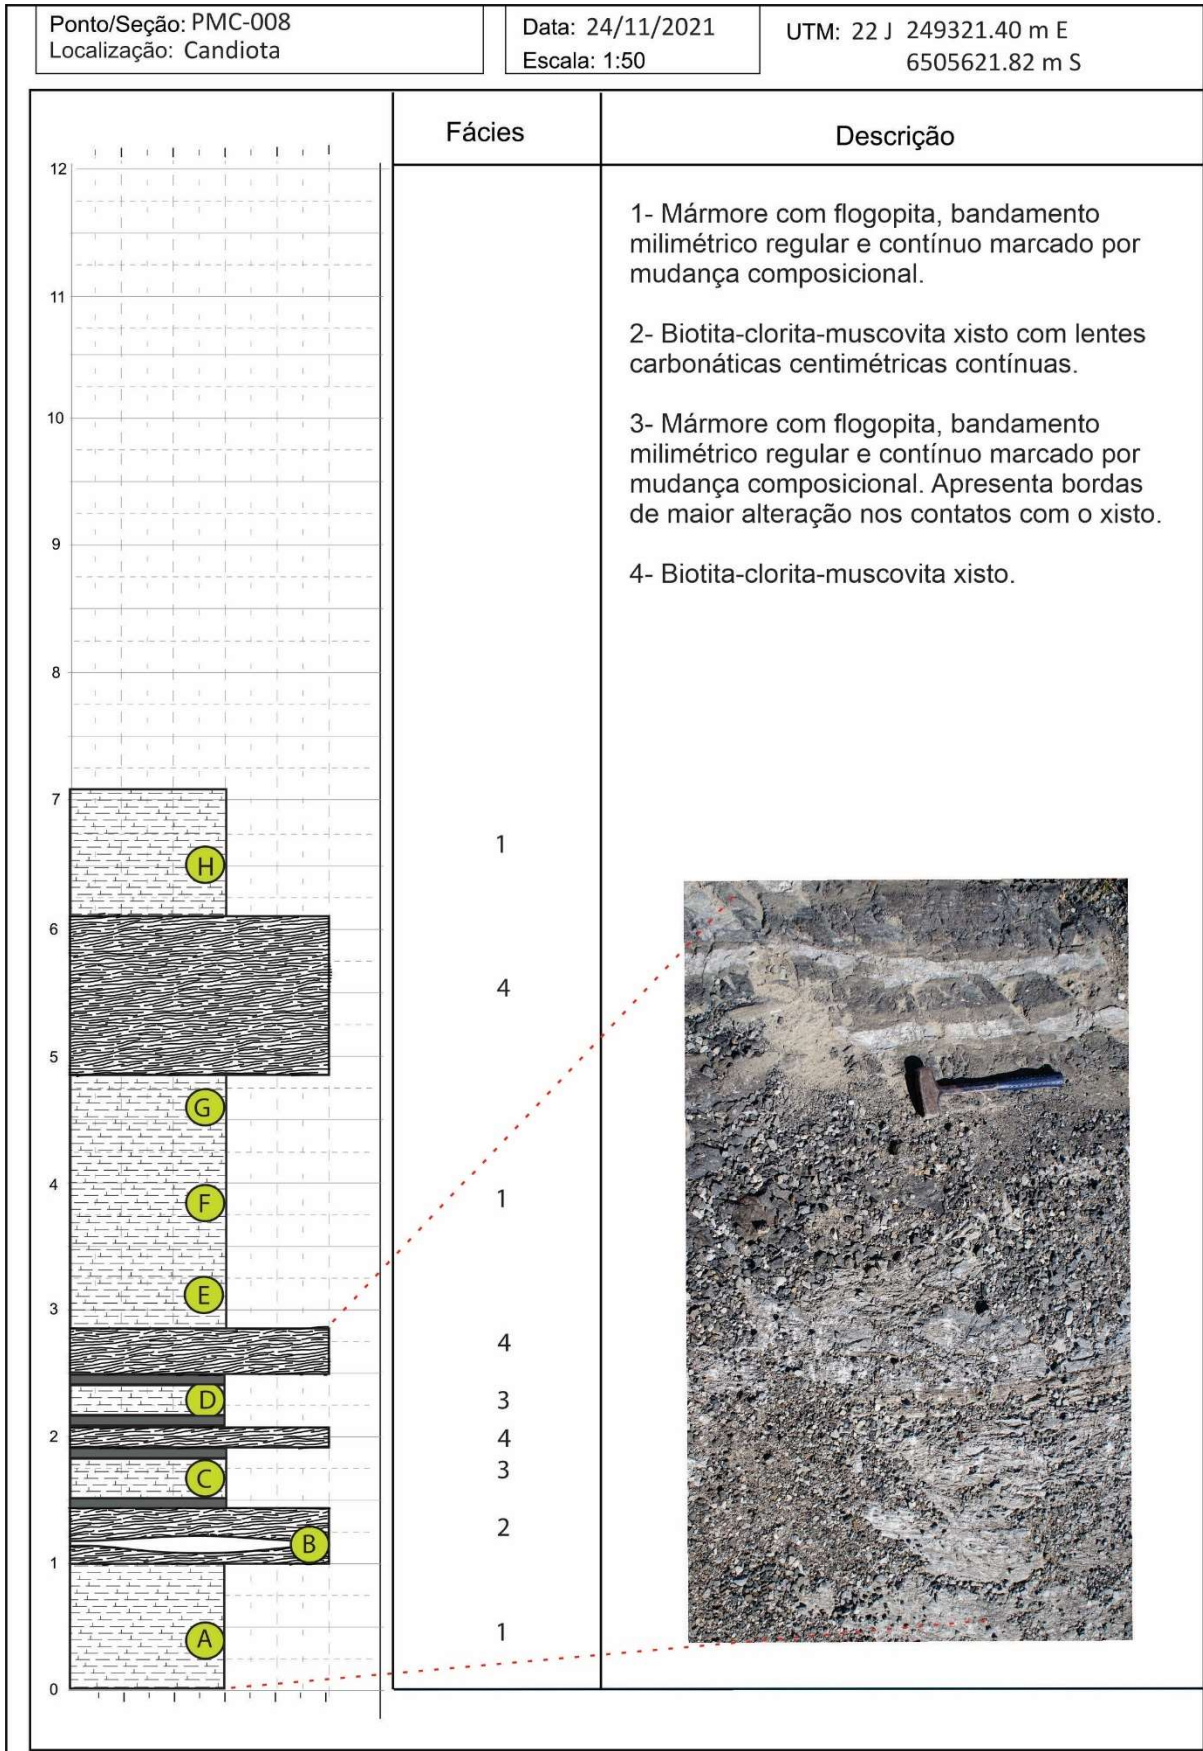 Ponto/Seção: PMC-008
Localização: Candiota
Data: 24/11/2021
Escala: 1:50
UTM: 22 J 249321.40 m E
6505621.82 m S
Fácies
Descrição
12
11
10
9
8
7
6
5
4
3
2
1
0
H
G
F
E
D
C
B
A
1
4
1
4
3
4
3
2
1
1- Mármore com flogopita, bandamento
milimétrico regular e contínuo marcado por
mudança composicional.
2- Biotita-clorita-muscovita xisto com lentes
carbonáticas centimétricas contínuas.
3- Mármore com flogopita, bandamento
milimétrico regular e contínuo marcado por
mudança composicional. Apresenta bordas
de maior alteração nos contatos com o xisto.
4- Biotita-clorita-muscovita xisto.